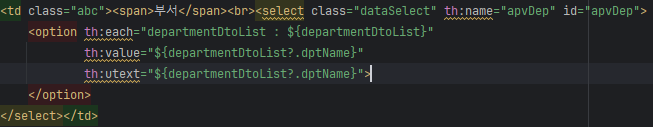 <td class="abc"><span>부서</span><br><select class="dataSelect" th:name="apvDep" id="apvDep">
<option th:each="departmentDtoList : ${departmentDtoList}"
th:value="${departmentDtoList?.dptName}"
th:utext="${departmentDtoList?.dptName}">
</option>
</select></td>